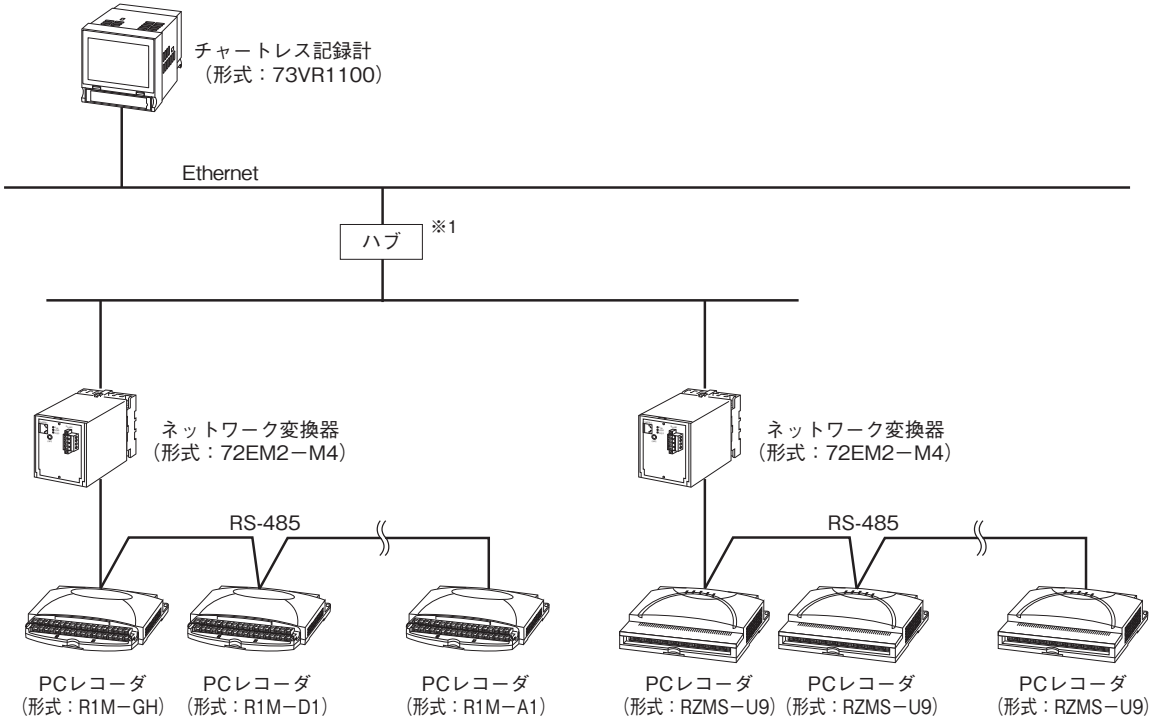 チャートレス記録計
（形式：73VR1100）
Ethernet
ハブ
※1
ネットワーク変換器
（形式：72EM2－M4）
ネットワーク変換器
（形式：72EM2－M4）
RS-485
RS-485
PCレコーダ
（形式：R1M－GH）
PCレコーダ
（形式：R1M－D1）
PCレコーダ
（形式：R1M－A1）
PCレコーダ
（形式：RZMS－U9）
PCレコーダ
（形式：RZMS－U9）
PCレコーダ
（形式：RZMS－U9）